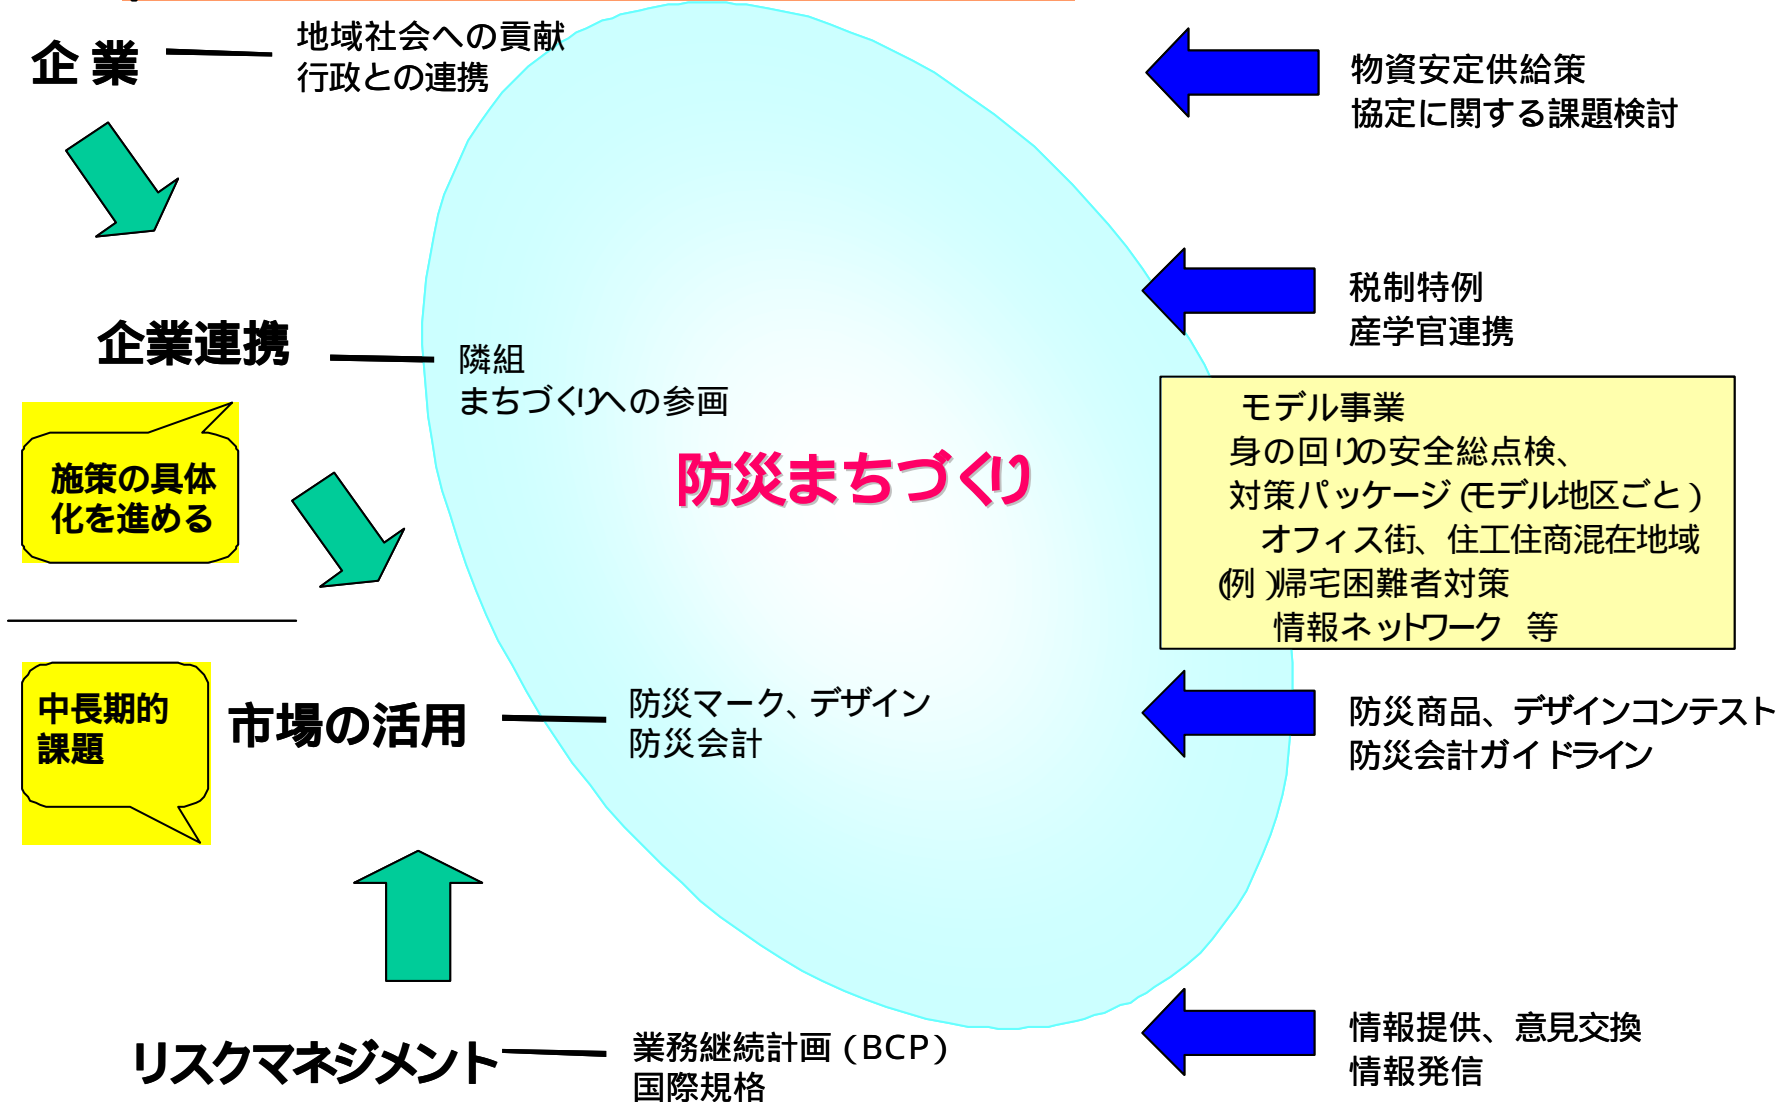 企業
地域社会への貢献
行政との連携
物資安定供給策
協定に関する課題検討
税制特例
産学官連携
企業連携
隣組
まちづくりへの参画
モデル事業
身の回りの安全総点検、
対策パッケージ(モデル地区ごと)
オフィス街、住工住商混在地域
(例)帰宅困難者対策
情報ネットワーク 等
施策の具体
化を進める
防災まちづくり
中長期的
課題
市場の活用
防災マーク、デザイン
防災会計
防災商品、デザインコンテスト
防災会計ガイドライン
リスクマネジメント
業務継続計画(BCP)
国際規格
情報提供、意見交換
情報発信